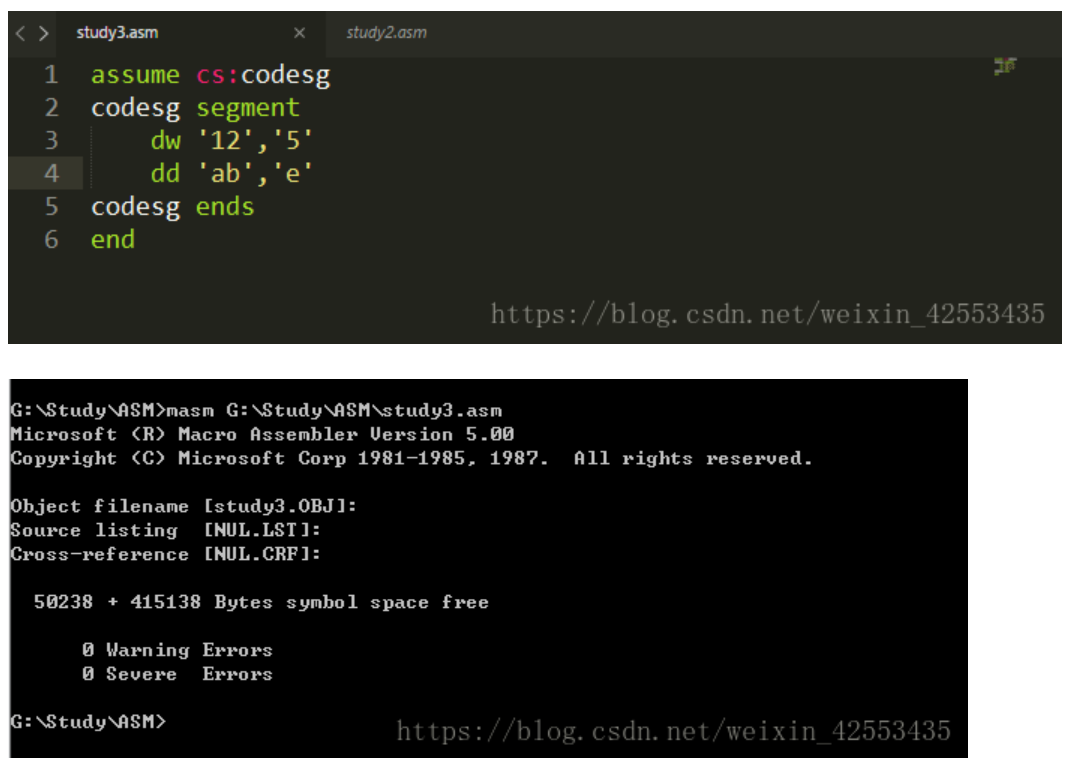 < > study3.asm × study2.asm
1 assume cs:codesg
2 codesg segment
3 dw '12','5'
4 dd 'ab','e'
5 codesg ends
6 end
https://blog.csdn.net/weixin_42553435
G:\Study\ASM>masm G:\Study\ASM\study3.asm
Microsoft (R) Macro Assembler Version 5.00
Copyright (C) Microsoft Corp 1981-1985, 1987.  All rights reserved.
Object filename [study3.OBJ]:
Source listing  [NUL.LST]:
Cross-reference [NUL.CRF]:
50238 + 415138 Bytes symbol space free
0 Warning Errors
0 Severe  Errors
G:\Study\ASM>
https://blog.csdn.net/weixin_42553435